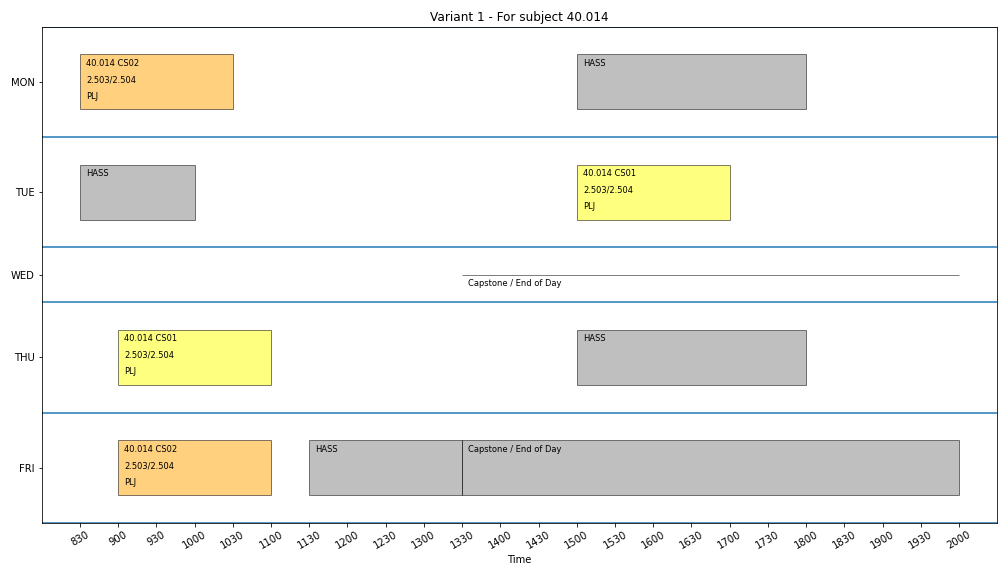 Variant 1 - For subject 40.014
MON
40.014 CS02
2.503/2.504
PLJ
HASS
TUE
HASS
40.014 CS01
2.503/2.504
PLJ
WED
Capstone / End of Day
THU
40.014 CS01
2.503/2.504
PLJ
HASS
FRI
40.014 CS02
2.503/2.504
PLJ
HASS
Capstone / End of Day
830 900 930 1000 1030 1100 1130 1200 1230 1300 1330 1400 1430 1500 1600 1630 1700 1730 1800 1830 1900 1930 2000
Time